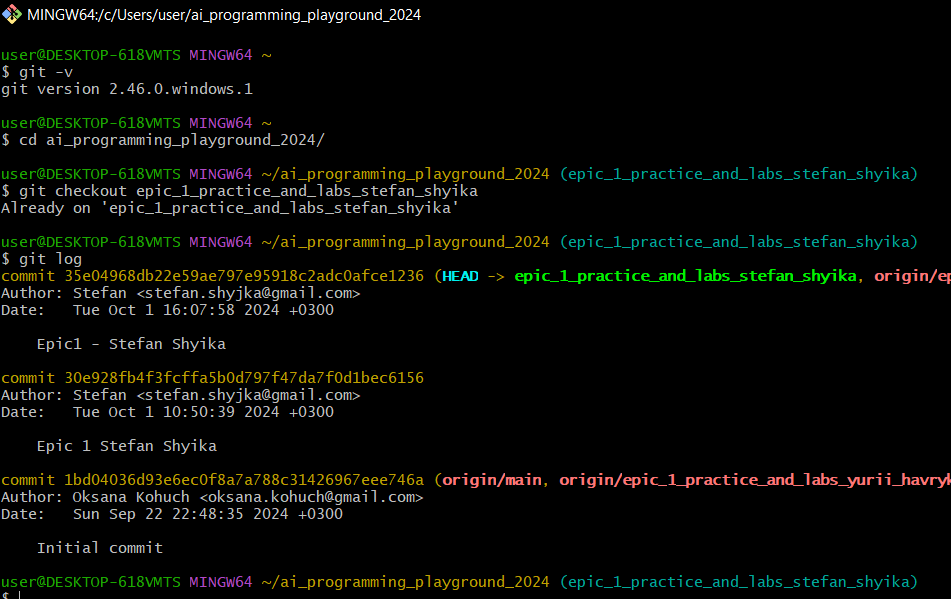 MINGW64:/c/Users/user/ai_programming_playground_2024
user@DESKTOP-618VMTS MINGW64 ~
$ git -v
git version 2.46.0.windows.1
user@DESKTOP-618VMTS MINGW64 ~
$ cd ai_programming_playground_2024/
user@DESKTOP-618VMTS MINGW64 ~/ai_programming_playground_2024 (epic_1_practice_and_labs_stefan_shyika)
$ git checkout epic_1_practice_and_labs_stefan_shyika
Already on 'epic_1_practice_and_labs_stefan_shyika'
user@DESKTOP-618VMTS MINGW64 ~/ai_programming_playground_2024 (epic_1_practice_and_labs_stefan_shyika)
$ git log
commit 35e04968db22e59ae797e95918c2adc0afce1236 (HEAD -> epic_1_practice_and_labs_stefan_shyika, origin/ep
Author: Stefan <stefan.shyjka@gmail.com>
Date:   Tue Oct 1 16:07:58 2024 +0300
Epic1 - Stefan Shyika
commit 30e928fb4f3fcffa5b0d797f47da7f0d1bec6156
Author: Stefan <stefan.shyjka@gmail.com>
Date:   Tue Oct 1 10:50:39 2024 +0300
Epic 1 Stefan Shyika
commit 1bd04036d93e6ec0f8a7a788c31426967eee746a (origin/main, origin/epic_1_practice_and_labs_yurii_havryk
Author: Oksana Kohuch <oksana.kohuch@gmail.com>
Date:   Sun Sep 22 22:48:35 2024 +0300
Initial commit
user@DESKTOP-618VMTS MINGW64 ~/ai_programming_playground_2024 (epic_1_practice_and_labs_stefan_shyika)
$